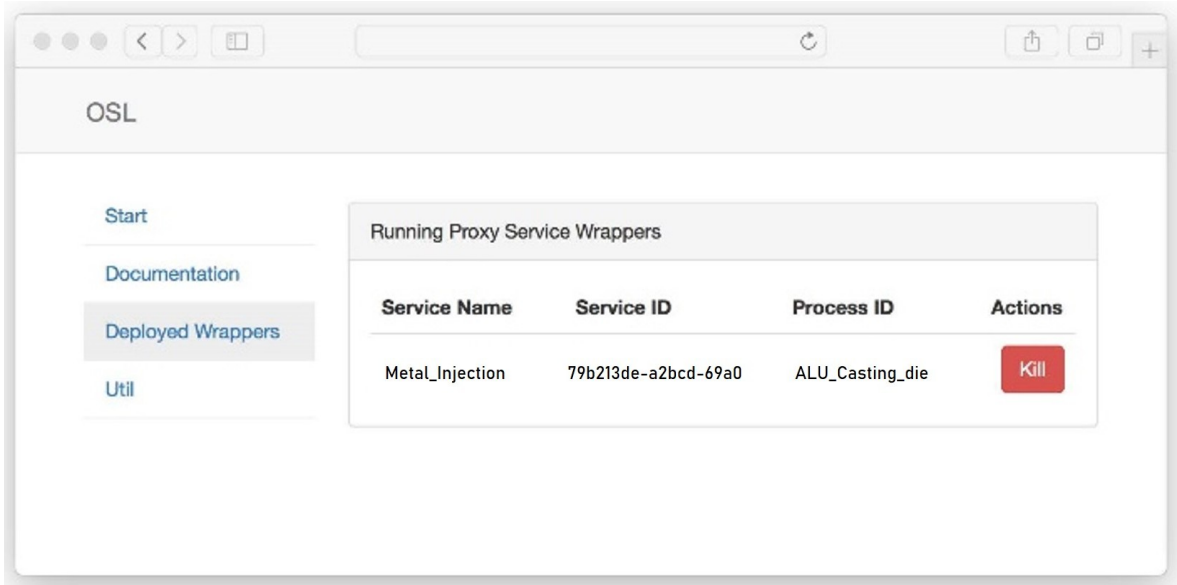 OSL
Start
Documentation
Deployed Wrappers
Util
Running Proxy Service Wrappers
Service Name Service ID Process ID Actions
Metal_Injection 79b213de-a2bcd-69a0 ALU_Casting_die Kill